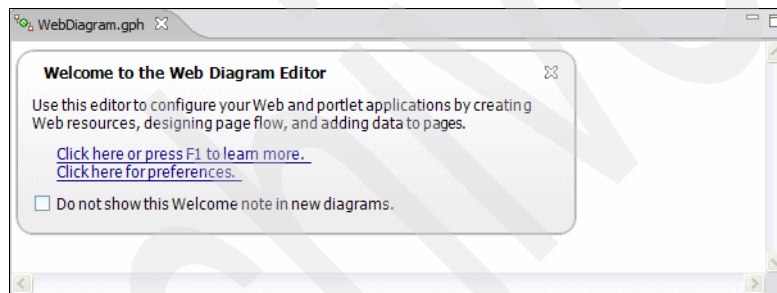 WebDiagram.gph
Welcome to the Web Diagram Editor
Use this editor to configure your Web and portlet applications by creating
Web resources, designing page flow, and adding data to pages.
Click here or press F1 to learn more.
Click here for preferences.
Do not show this Welcome note in new diagrams.